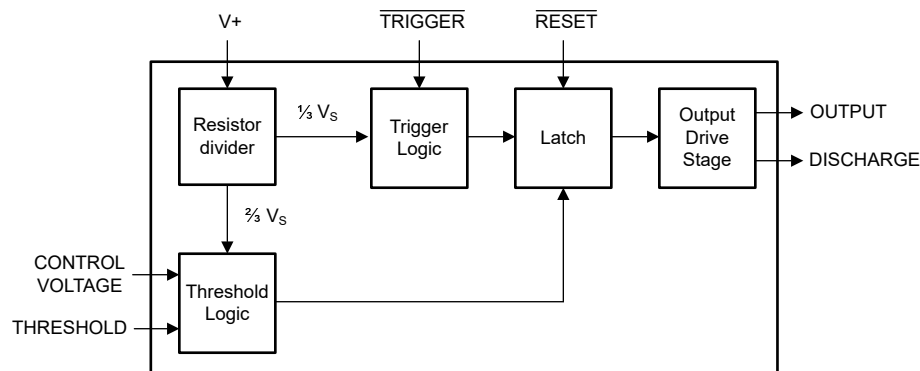 V+
TRIGGER
RESET
Resistor
divider
⅓ VS
Trigger
Logic
Latch
Output
Drive
Stage
OUTPUT
DISCHARGE
⅔ VS
CONTROL
VOLTAGE
THRESHOLD
Threshold
Logic